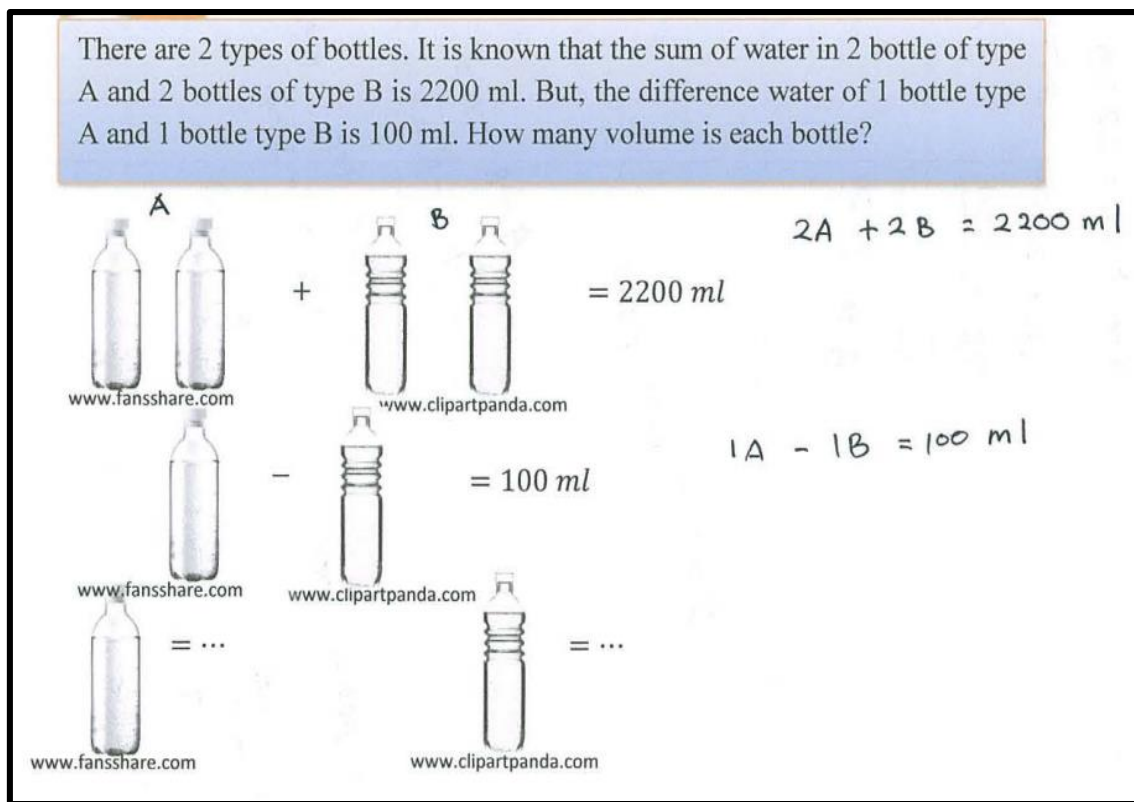 There are 2 types of bottles. It is known that the sum of water in 2 bottle of type
A and 2 bottles of type B is 2200 ml. But, the difference water of 1 bottle type
A and 1 bottle type B is 100 ml. How many volume is each bottle?
A B
2A + 2B = 2200 ml
+ = 2200 ml
www.fansshare.com www.clipartpanda.com
1A - 1B = 100 ml
− = 100 ml
www.fansshare.com www.clipartpanda.com
= ··· = ···
www.fansshare.com www.clipartpanda.com